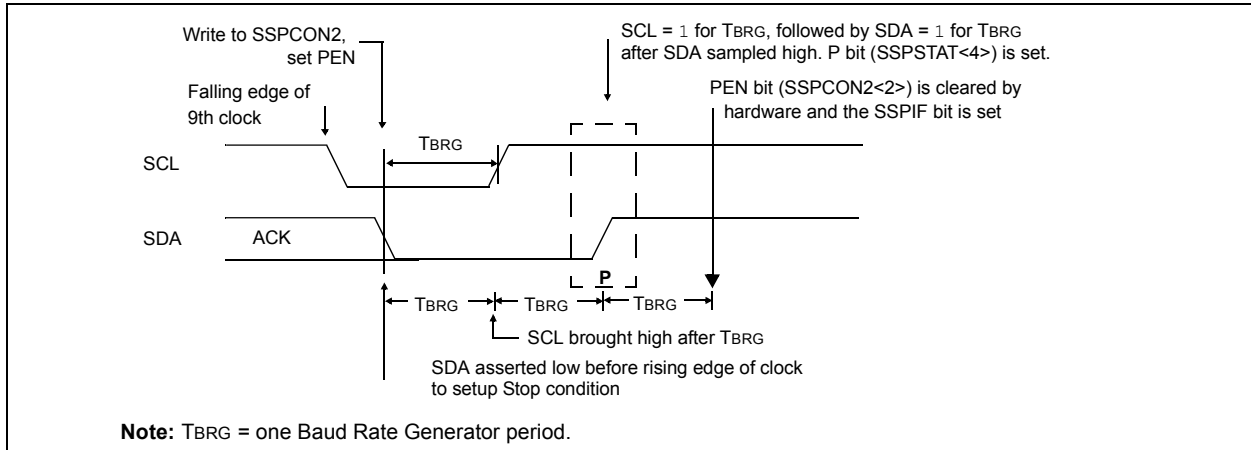 Write to SSPCON2,
set PEN
SCL = 1 for TBRG, followed by SDA = 1 for TBRG
after SDA sampled high. P bit (SSPSTAT<4>) is set.
Falling edge of
9th clock
PEN bit (SSPCON2<2>) is cleared by
hardware and the SSPIF bit is set
TBRG
SCL
SDA
ACK
P
TBRG
TBRG
TBRG
SCL brought high after TBRG
SDA asserted low before rising edge of clock
to setup Stop condition
Note: TBRG = one Baud Rate Generator period.